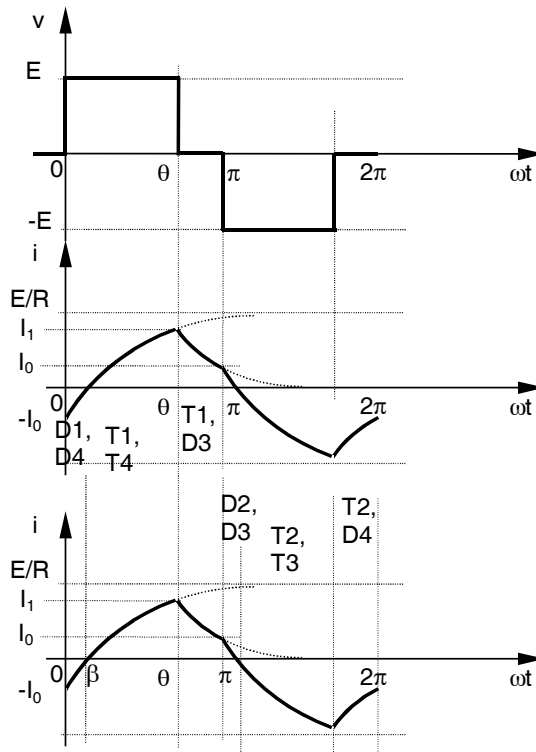 v
E
0 θ π 2π ωt
-E
i
E/R
I₁
I₀
0 θ π 2π ωt
-I₀
D1, D4
T1, T4
T1, D3
D2, D3
T2, T3
T2, D4
i
E/R
I₁
I₀
0 β θ π 2π ωt
-I₀